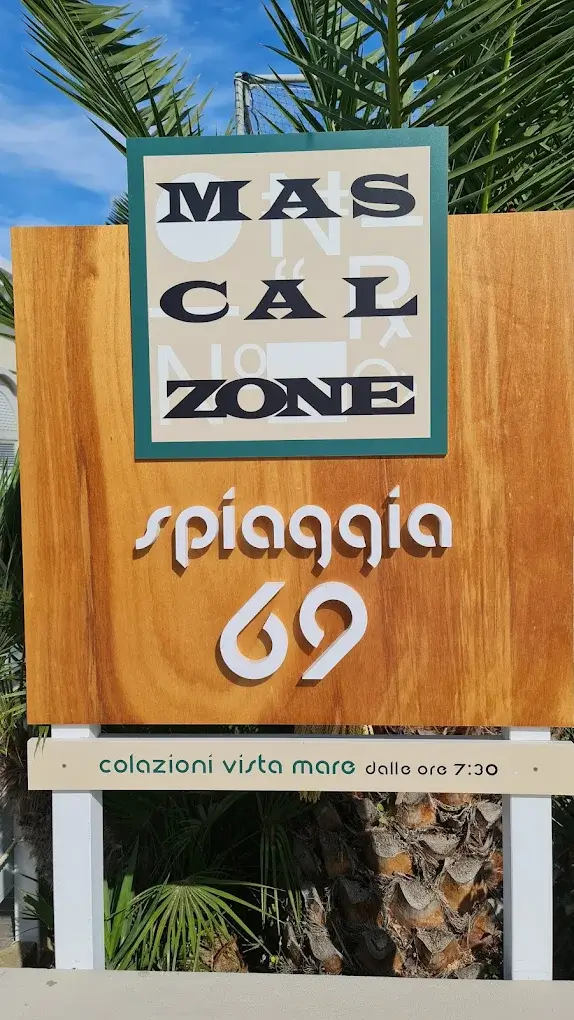 MAS
CAL
ZONE
spiaggia
69
colazioni vista mare dalle ore 7:30